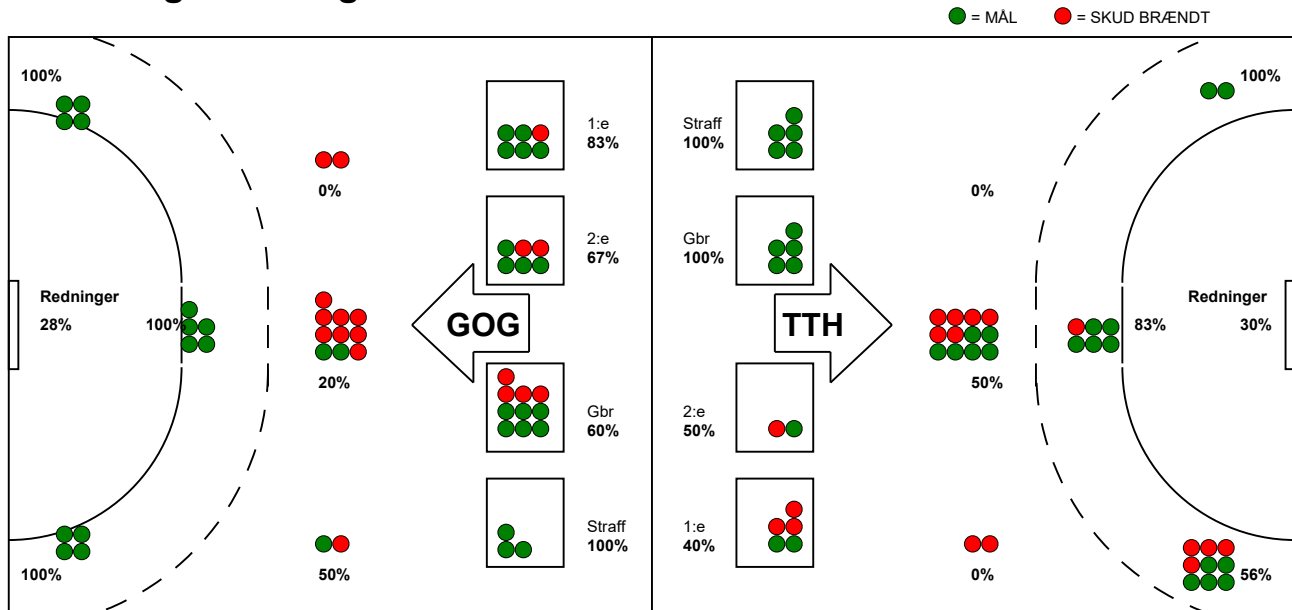 = MÅL
= SKUD BRÆNDT
100%
0%
Redninger
28%
100%
20%
100%
50%
1:e
83%
2:e
67%
GOG
Gbr
60%
Straff
100%
Straff
100%
Gbr
100%
TTH
2:e
50%
1:e
40%
100%
0%
50%
83%
Redninger
30%
0%
56%